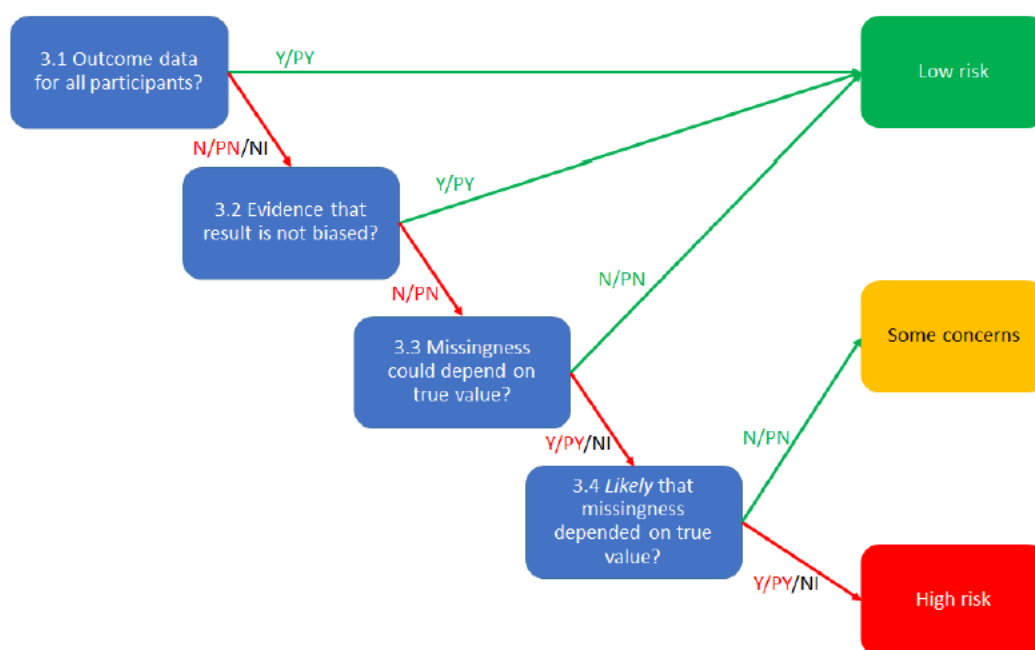 3.1 Outcome data
for all participants?
Y/PY
Low risk
N/PN/NI
3.2 Evidence that
result is not biased?
Y/PY
N/PN
3.3 Missingness
could depend on
true value?
N/PN
Some concerns
Y/PY/NI
3.4 Likely that
missingness
depended on true
value?
N/PN
Y/PY/NI
High risk